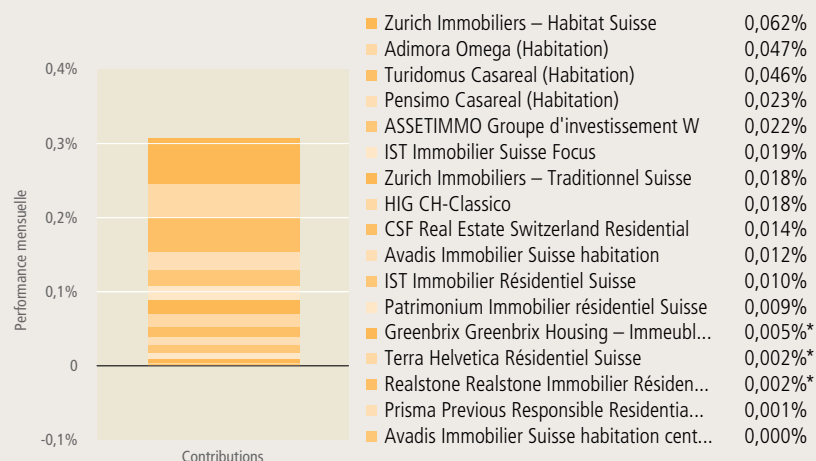 Zurich Immobiliers – Habitat Suisse 0,062%
Adimora Omega (Habitation) 0,047%
Turidomus Casareal (Habitation) 0,046%
Pensimo Casareal (Habitation) 0,023%
ASSETIMMO Groupe d'investissement W 0,022%
IST Immobilier Suisse Focus 0,019%
Zurich Immobiliers – Traditionnel Suisse 0,018%
HIG CH-Classico 0,018%
CSF Real Estate Switzerland Residential 0,014%
Avadis Immobilier Suisse habitation 0,012%
IST Immobilier Résidentiel Suisse 0,010%
Patrimonium Immobilier résidentiel Suisse 0,009%
Greenbrix Greenbrix Housing – Immeubl... 0,005%*
Terra Helvetica Résidentiel Suisse 0,002%*
Realstone Realstone Immobilier Résiden... 0,002%*
Prisma Previous Responsible Residentia... 0,001%
Avadis Immobilier Suisse habitation cent... 0,000%
Performance mensuelle
0,4%
0,3%
0,2%
0,1%
0
-0,1%
Contributions